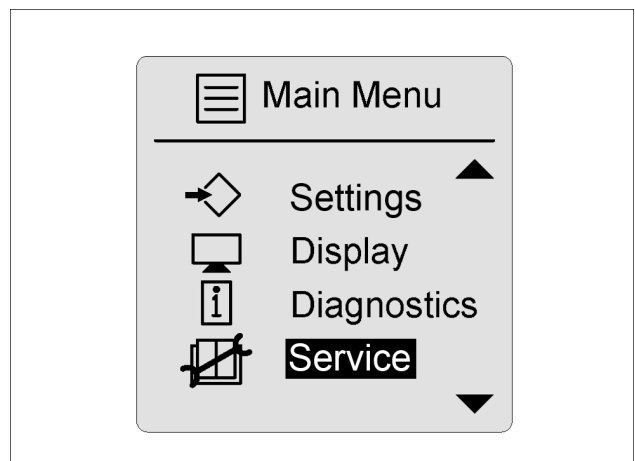 Main Menu
Settings
Display
Diagnostics
Service